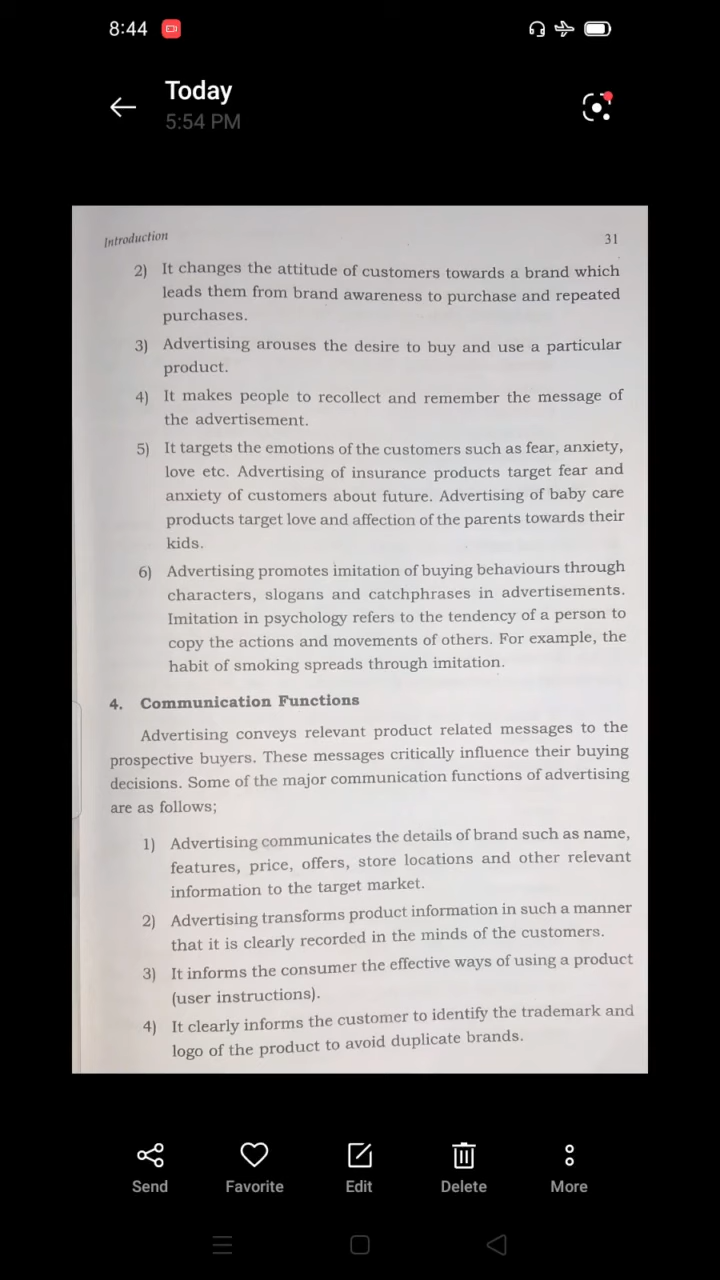 8:44
Today
5:54 PM
Introduction
31
2) It changes the attitude of customers towards a brand which
leads them from brand awareness to purchase and repeated
purchases.
3) Advertising arouses the desire to buy and use a particular
product.
4) It makes people to recollect and remember the message of
the advertisement.
5) It targets the emotions of the customers such as fear, anxiety,
love etc. Advertising of insurance products target fear and
anxiety of customers about future. Advertising of baby care
products target love and affection of the parents towards their
kids.
6) Advertising promotes imitation of buying behaviours through
characters, slogans and catchphrases in advertisements.
Imitation in psychology refers to the tendency of a person to
copy the actions and movements of others. For example, the
habit of smoking spreads through imitation.
4. Communication Functions
Advertising conveys relevant product related messages to the
prospective buyers. These messages critically influence their buying
decisions. Some of the major communication functions of advertising
are as follows;
1) Advertising communicates the details of brand such as name,
features, price, offers, store locations and other relevant
information to the target market.
2) Advertising transforms product information in such a manner
that it is clearly recorded in the minds of the customers.
3) It informs the consumer the effective ways of using a product
(user instructions).
4) It clearly informs the customer to identify the trademark and
logo of the product to avoid duplicate brands.
Send
Favorite
Edit
Delete
More